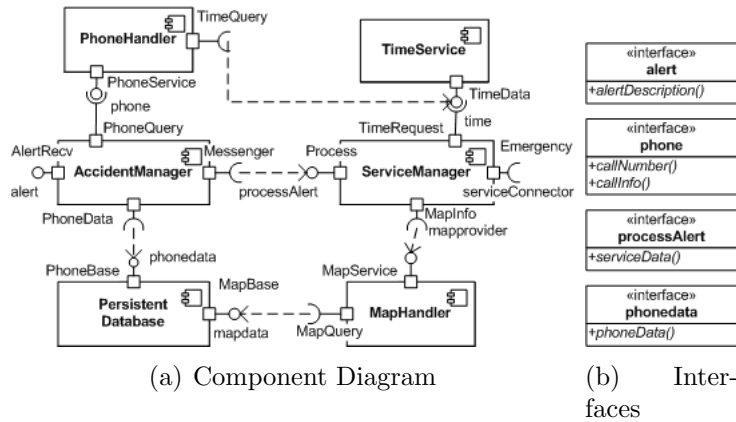 TimeQuery
PhoneHandler
TimeService
PhoneService
phone
TimeData
time
PhoneQuery
TimeRequest
AlertRecv
Messenger
Process
Emergency
AccidentManager
ServiceManager
alert
processAlert
serviceConnector
PhoneData
MapInfo
mapprovider
phonedata
PhoneBase
MapBase
MapService
Persistent
Database
MapHandler
mapdata
MapQuery
(a) Component Diagram
«interface»
alert
+alertDescription()
«interface»
phone
+callNumber()
+callInfo()
«interface»
processAlert
+serviceData()
«interface»
phonedata
+phoneData()
(b) Inter-
faces